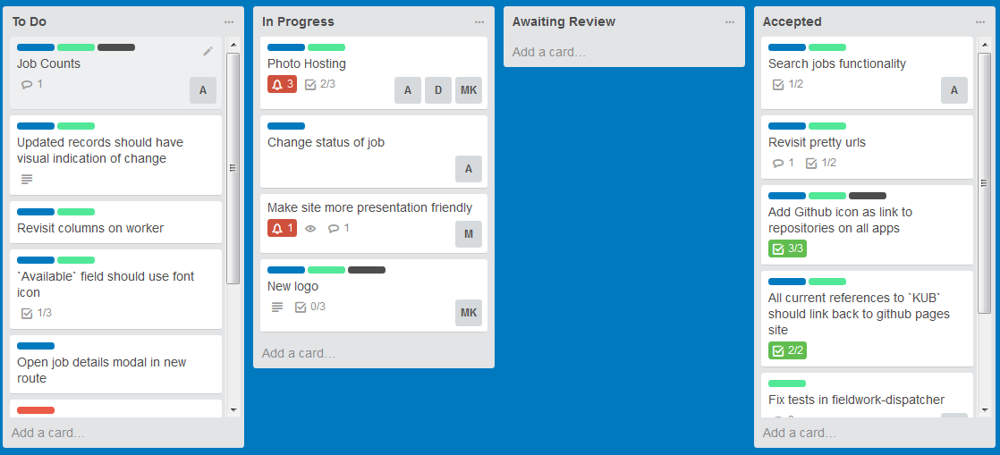 To Do
Job Counts
1
A
Updated records should have
visual indication of change
Revisit columns on worker
`Available` field should use font
icon
1/3
Open job details modal in new
route
Add a card…
In Progress
Photo Hosting
3 2/3
A D MK
Change status of job
A
Make site more presentation friendly
1 1
M
New logo
0/3
MK
Add a card…
Awaiting Review
Add a card…
Accepted
Search jobs functionality
1/2
A
Revisit pretty urls
1 1/2
Add Github icon as link to
repositories on all apps
3/3
All current references to `KUB`
should link back to github pages
site
2/2
Fix tests in fieldwork-dispatcher
Add a card…